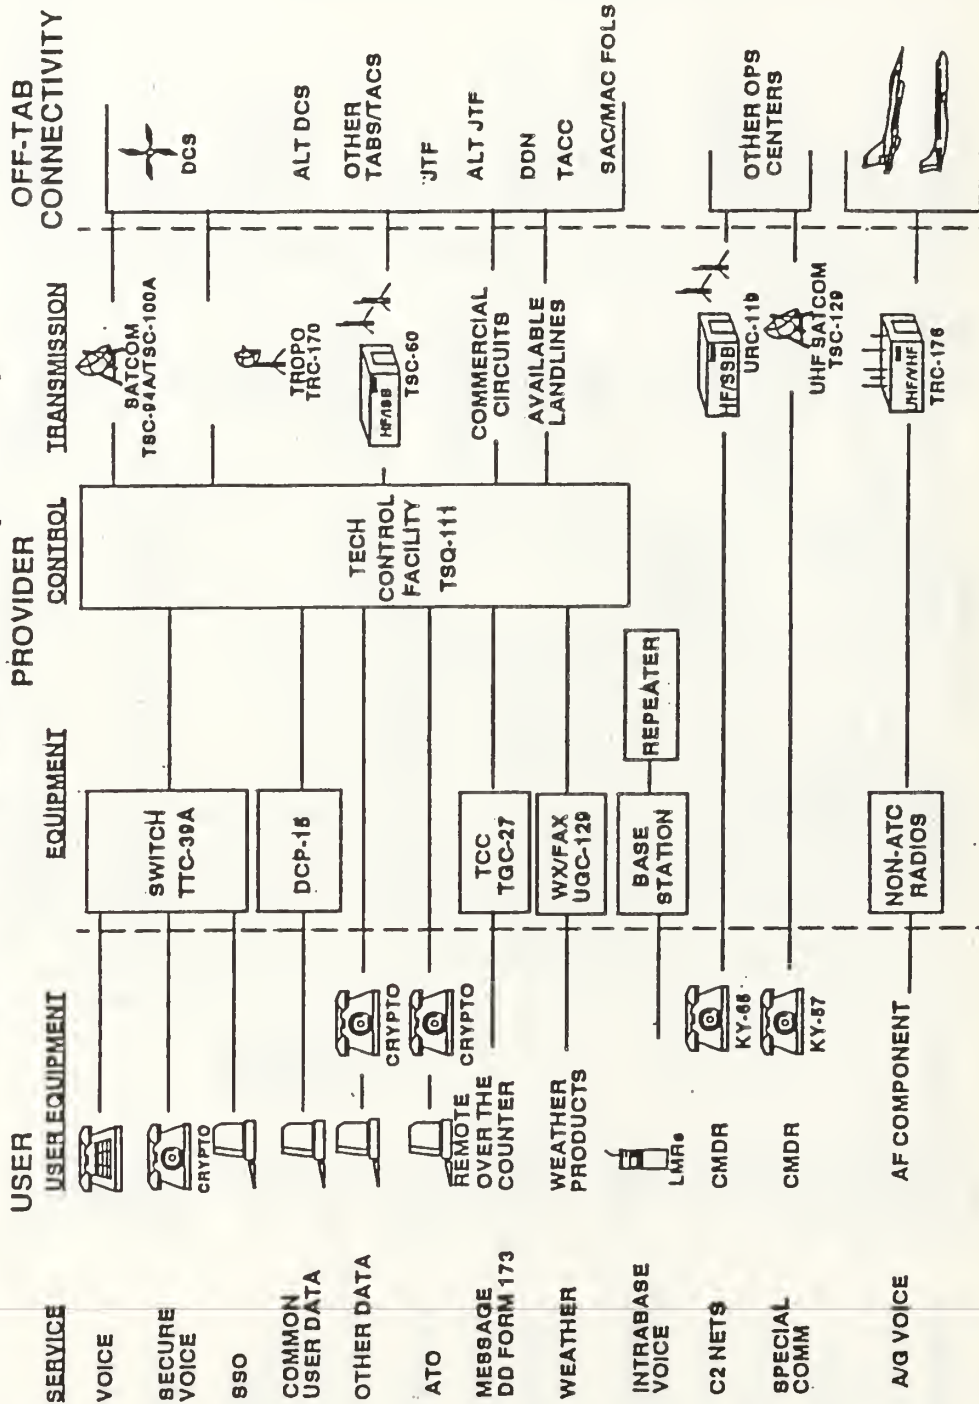 USER
PROVIDER
OFF-TAB
CONNECTIVITY
SERVICE
USER EQUIPMENT
EQUIPMENT
CONTROL
TRANSMISSION
VOICE
SECURE
VOICE
CRYPTO
SSO
SWITCH
TTC-39A
COMMON
USER DATA
DCP-15
OTHER DATA
CRYPTO
ATO
CRYPTO
MESSAGE
DD FORM 173
REMOTE
OVER THE
COUNTER
TCC
TGC-27
WEATHER
WEATHER
PRODUCTS
WX/FAX
UGC-129
INTRABASE
VOICE
LMRs
BASE
STATION
REPEATER
C2 NETS
CMDR
KY-65
SPECIAL
COMM
CMDR
KY-57
A/G VOICE
AF COMPONENT
NON-ATC
RADIOS
TECH
CONTROL
FACILITY
TSQ-111
SATCOM
TSC-94A/TSC-100A
TROPO
TRC-170
HF/ISB
TSC-60
COMMERCIAL
CIRCUITS
AVAILABLE
LANDLINES
HF/SSB
URC-119
UHF SATCOM
TSC-129
UHF/VHF
TRC-176
DCS
ALT DCS
OTHER
TABS/TACS
JTF
ALT JTF
DDN
TACC
SAC/MAC FOLS
OTHER OPS
CENTERS